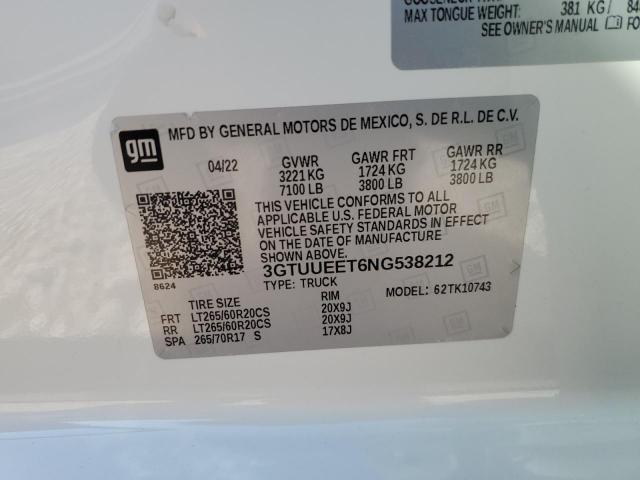 MAX TONGUE WEIGHT: 381 KG/
SEE OWNER'S MANUAL
gm
MFD BY GENERAL MOTORS DE MEXICO, S. DE R.L. DE C.V.
04/22 GVWR GAWR FRT GAWR RR
3221 KG 1724 KG 1724 KG
7100 LB 3800 LB 3800 LB
THIS VEHICLE CONFORMS TO ALL
APPLICABLE U.S. FEDERAL MOTOR
VEHICLE SAFETY STANDARDS IN
EFFECT ON THE DATE OF MANUFACTURE
SHOWN ABOVE.
3GTUUEET6NG538212
8624 TYPE: TRUCK MODEL: 62TK10743
TIRE SIZE RIM
FRT LT265/60R20CS 20X9J
RR LT265/60R20CS 20X9J
SPA 265/70R17 S 17X8J